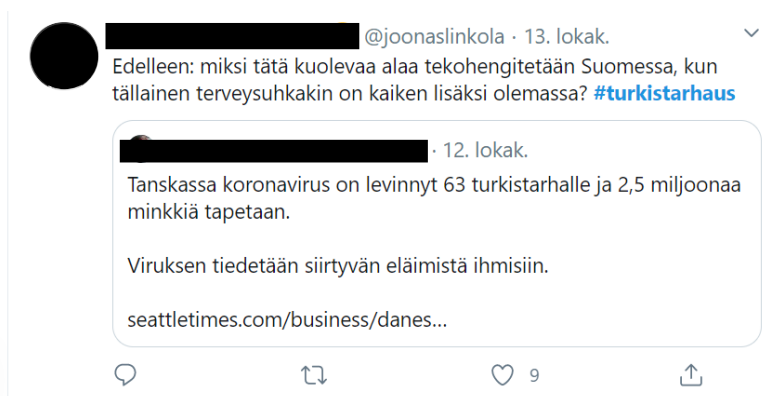 @joonaslinkola · 13. lokak.
Edelleen: miksi tätä kuolevaa alaa tekohengitetään Suomessa, kun
tällainen terveysuhkakin on kaiken lisäksi olemassa? #turkistarhaus
· 12. lokak.
Tanskassa koronavirus on levinnyt 63 turkistarhalle ja 2,5 miljoonaa
minkkiä tapetaan.
Viruksen tiedetään siirtyvän eläimistä ihmisiin.
seattletimes.com/business/danes...
9